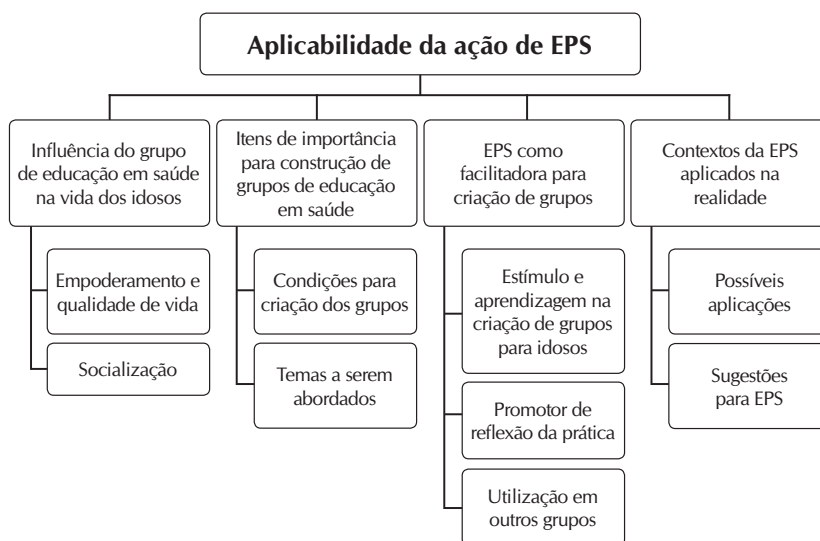 Aplicabilidade da ação de EPS
Influência do grupo
de educação em saúde
na vida dos idosos
Empoderamento e
qualidade de vida
Socialização
Itens de importância
para construção de
grupos de educação
em saúde
Condições para
criação dos grupos
Temas a serem
abordados
EPS como
facilitadora para
criação de grupos
Estímulo e
aprendizagem na
criação de grupos
para idosos
Promotor de
reflexão da prática
Utilização em
outros grupos
Contextos da EPS
aplicados na
realidade
Possíveis
aplicações
Sugestões
para EPS